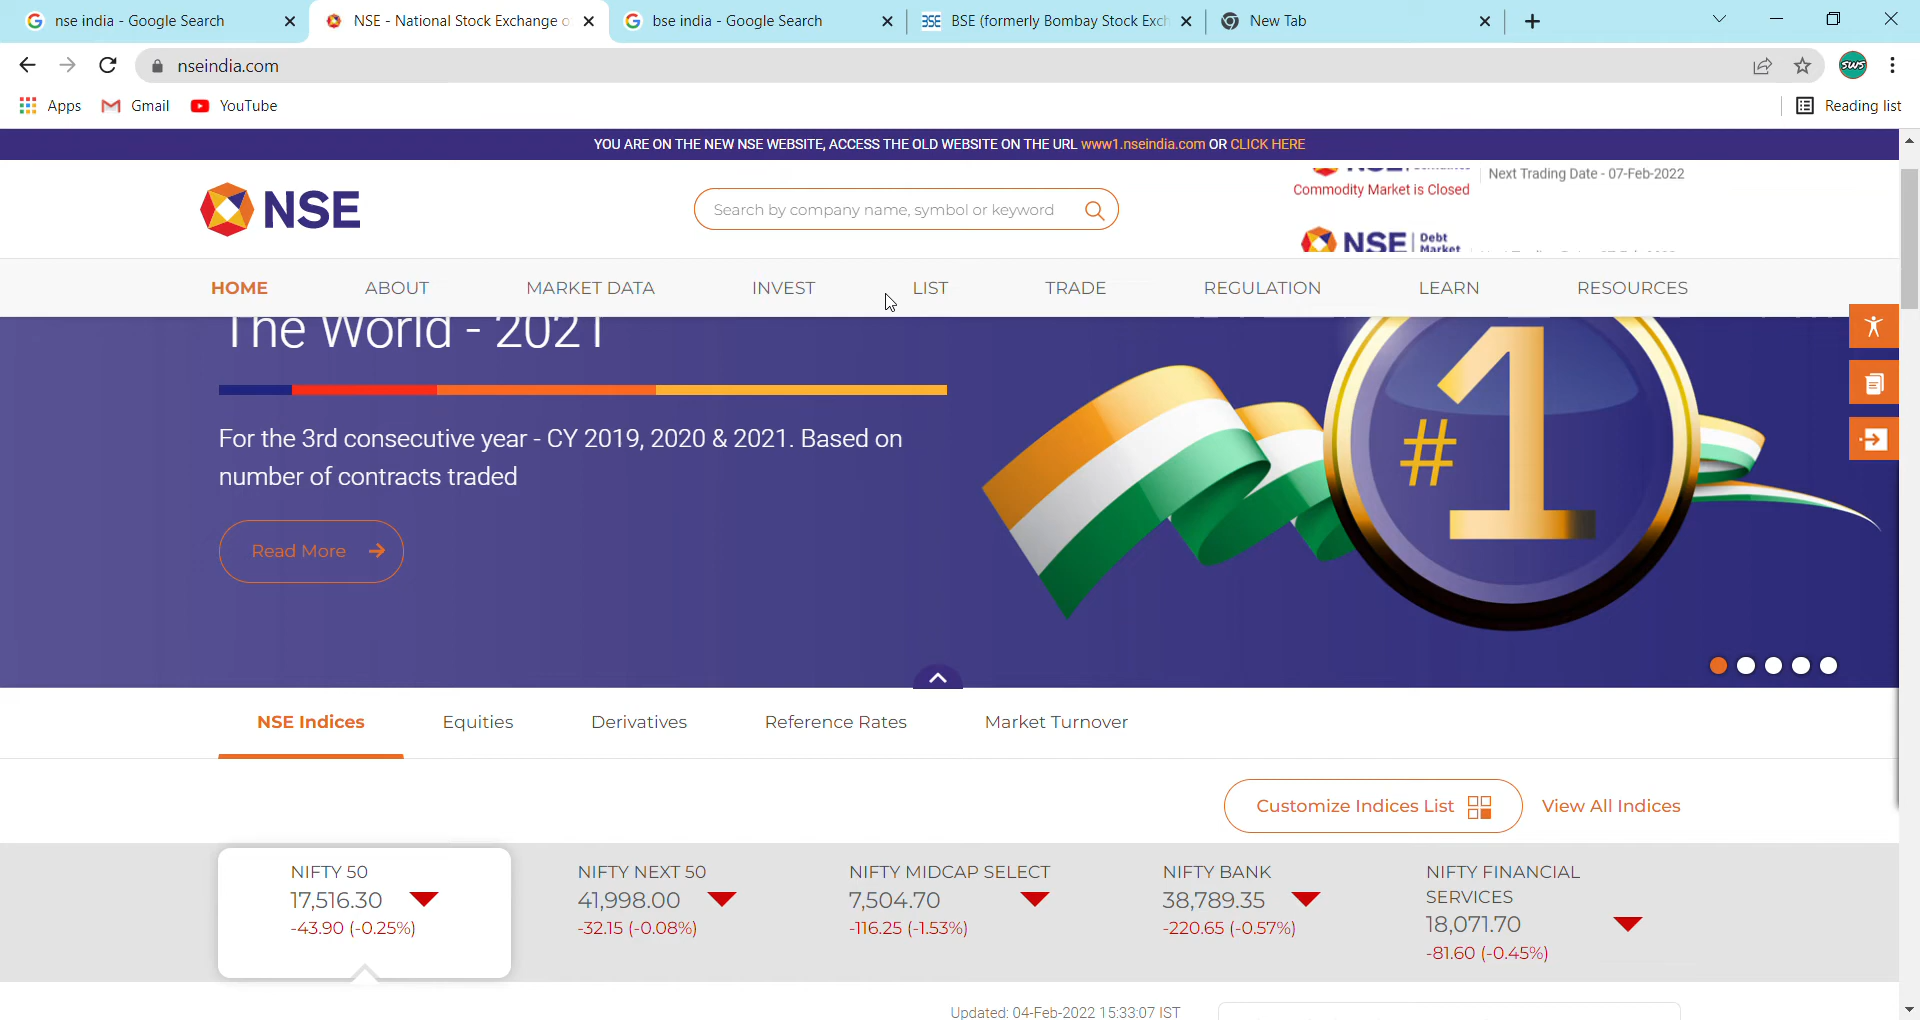 nse india - Google Search
NSE - National Stock Exchange o
bse india - Google Search
BSE (formerly Bombay Stock Exch
New Tab
nseindia.com
SWS
Apps
Gmail
YouTube
Reading list
YOU ARE ON THE NEW NSE WEBSITE, ACCESS THE OLD WEBSITE ON THE URL www1.nseindia.com OR CLICK HERE
NSE
Search by company name, symbol or keyword
Next Trading Date - 07-Feb-2022
Commodity Market is Closed
NSE Debt
Market
HOME ABOUT MARKET DATA INVEST LIST TRADE REGULATION LEARN RESOURCES
The World - 2021
For the 3rd consecutive year - CY 2019, 2020 & 2021. Based on
number of contracts traded
Read More
#1
NSE Indices Equities Derivatives Reference Rates Market Turnover
Customize Indices List
View All Indices
NIFTY 50
17,516.30
-43.90 (-0.25%)
NIFTY NEXT 50
41,998.00
-32.15 (-0.08%)
NIFTY MIDCAP SELECT
7,504.70
-116.25 (-1.53%)
NIFTY BANK
38,789.35
-220.65 (-0.57%)
NIFTY FINANCIAL
SERVICES
18,071.70
-81.60 (-0.45%)
Updated: 04-Feb-2022 15:33:07 IST